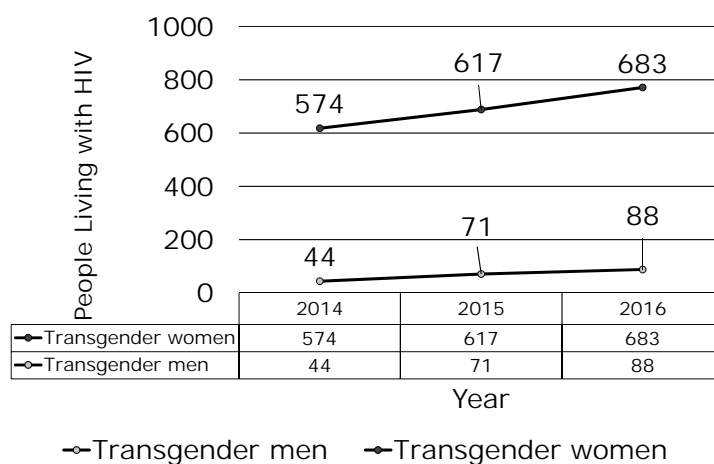 1000
800
600
400
200
0
People Living with HIV
574
617
683
44
71
88
2014 2015 2016
Transgender women 574 617 683
Transgender men 44 71 88
Year
Transgender men Transgender women